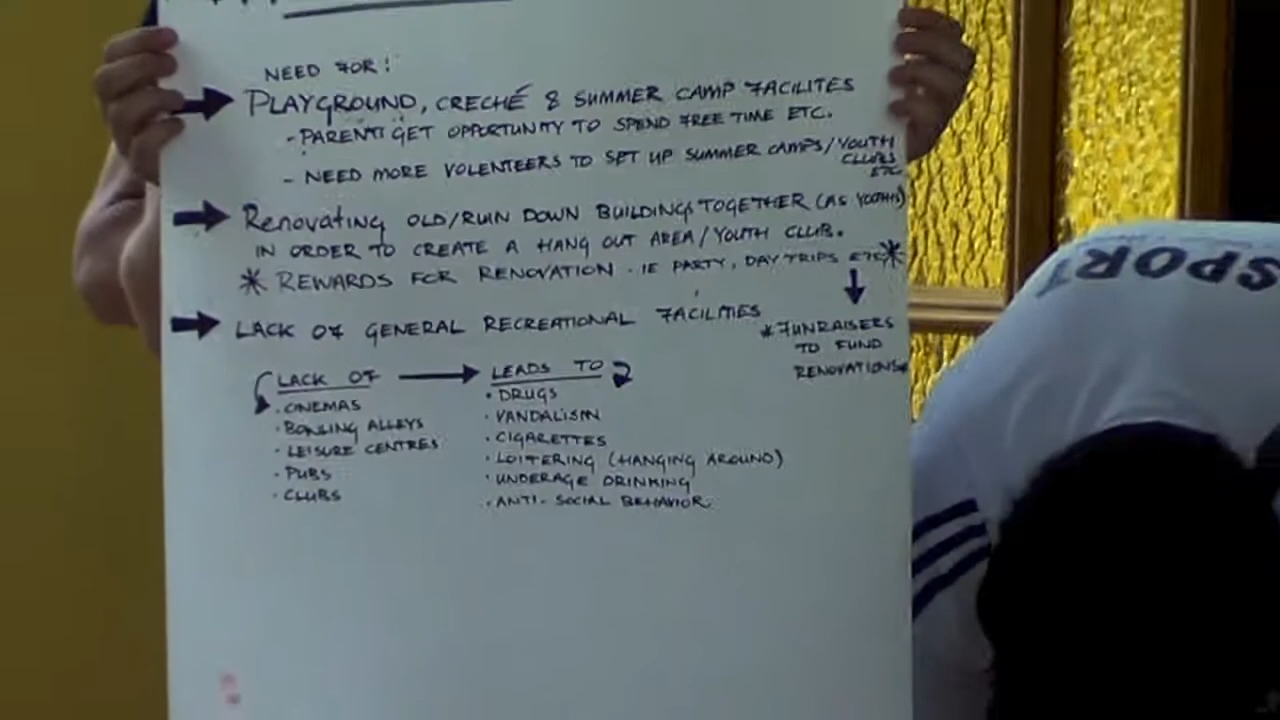 NEED FOR!
PLAYGROUND, CRECHÉ & SUMMER CAMP FACILITES
- PARENTS GET OPPORTUNITY TO SPEND FREE TIME ETC.
- NEED MORE VOLENTEERS TO SET UP SUMMER CAMPS/YOUTH
CLUBS
ETC
Renovating OLD/RUN DOWN BUILDINGS TOGETHER (AS YOUTHS)
IN ORDER TO CREATE A HANG OUT AREA/YOUTH CLUB.
* REWARDS FOR RENOVATION - IE PARTY, DAY TRIPS ETC*
LACK OF GENERAL RECREATIONAL FACILITIES
*FUNRAISERS
TO FUND
RENOVATIONS*
LACK OF
LEADS TO
· CINEMAS
· DRUGS
· BOWLING ALLEYS
· VANDALISM
· LEISURE CENTRES
· CIGARETTES
· PUBS
· LOITERING (HANGING AROUND)
· CLUBS
· UNDERAGE DRINKING
· ANTI-SOCIAL BEHAVIOR
SPORT